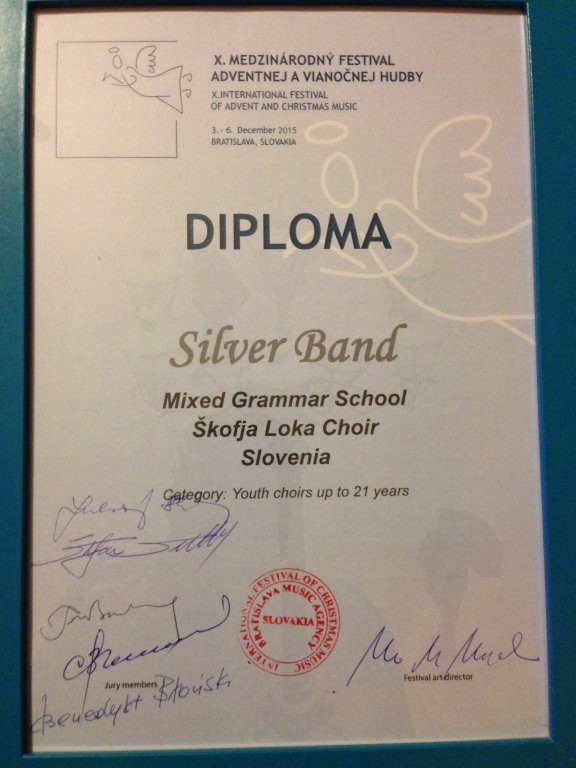 X. MEDZINÁRODNÝ FESTIVAL
ADVENTNEJ A VIANOČNEJ HUDBY
X.INTERNATIONAL FESTIVAL
OF ADVENT AND CHRISTMAS MUSIC
3. - 6. December 2015
BRATISLAVA, SLOVAKIA
DIPLOMA
Silver Band
Mixed Grammar School
Škofja Loka Choir
Slovenia
Category: Youth choirs up to 21 years
INTERNATIONAL FESTIVAL OF CHRISTMAS MUSIC
BRATISLAVA MUSIC AGENCY
SLOVAKIA
Jury members
Festival art director
Benedykt Błoński